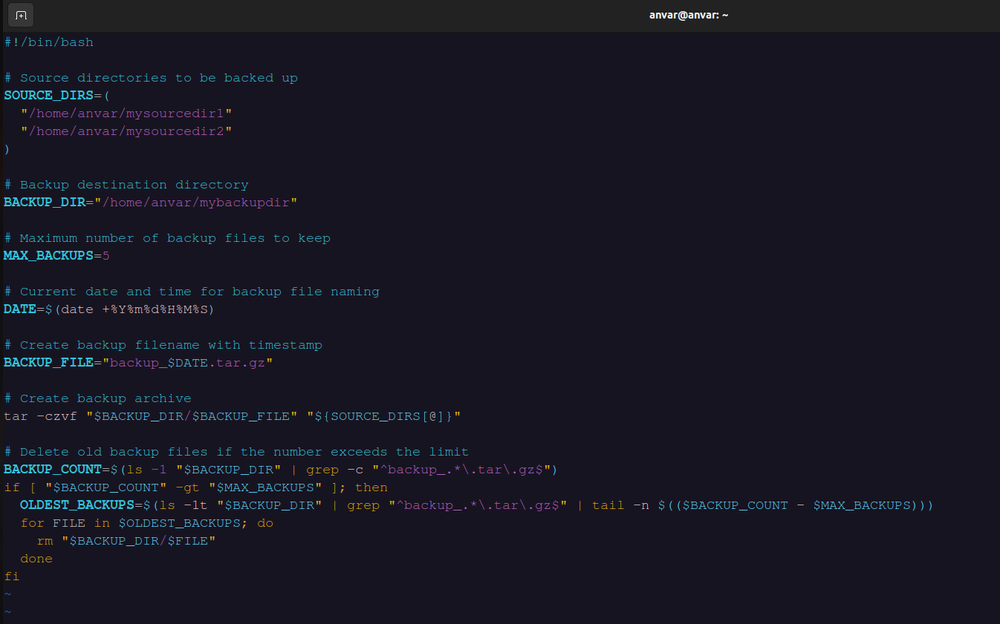 anvar@anvar: ~
#!/bin/bash

# Source directories to be backed up
SOURCE_DIRS=(
  "/home/anvar/mysourcedir1"
  "/home/anvar/mysourcedir2"
)

# Backup destination directory
BACKUP_DIR="/home/anvar/mybackupdir"

# Maximum number of backup files to keep
MAX_BACKUPS=5

# Current date and time for backup file naming
DATE=$(date +%Y%m%d%H%M%S)

# Create backup filename with timestamp
BACKUP_FILE="backup_$DATE.tar.gz"

# Create backup archive
tar -czvf "$BACKUP_DIR/$BACKUP_FILE" "${SOURCE_DIRS[@]}"

# Delete old backup files if the number exceeds the limit
BACKUP_COUNT=$(ls -1 "$BACKUP_DIR" | grep -c "^backup_.*\.tar\.gz$")
if [ "$BACKUP_COUNT" -gt "$MAX_BACKUPS" ]; then
  OLDEST_BACKUPS=$(ls -1t "$BACKUP_DIR" | grep "^backup_.*\.tar\.gz$" | tail -n $(($BACKUP_COUNT - $MAX_BACKUPS)))
  for FILE in $OLDEST_BACKUPS; do
    rm "$BACKUP_DIR/$FILE"
  done
fi
~
~